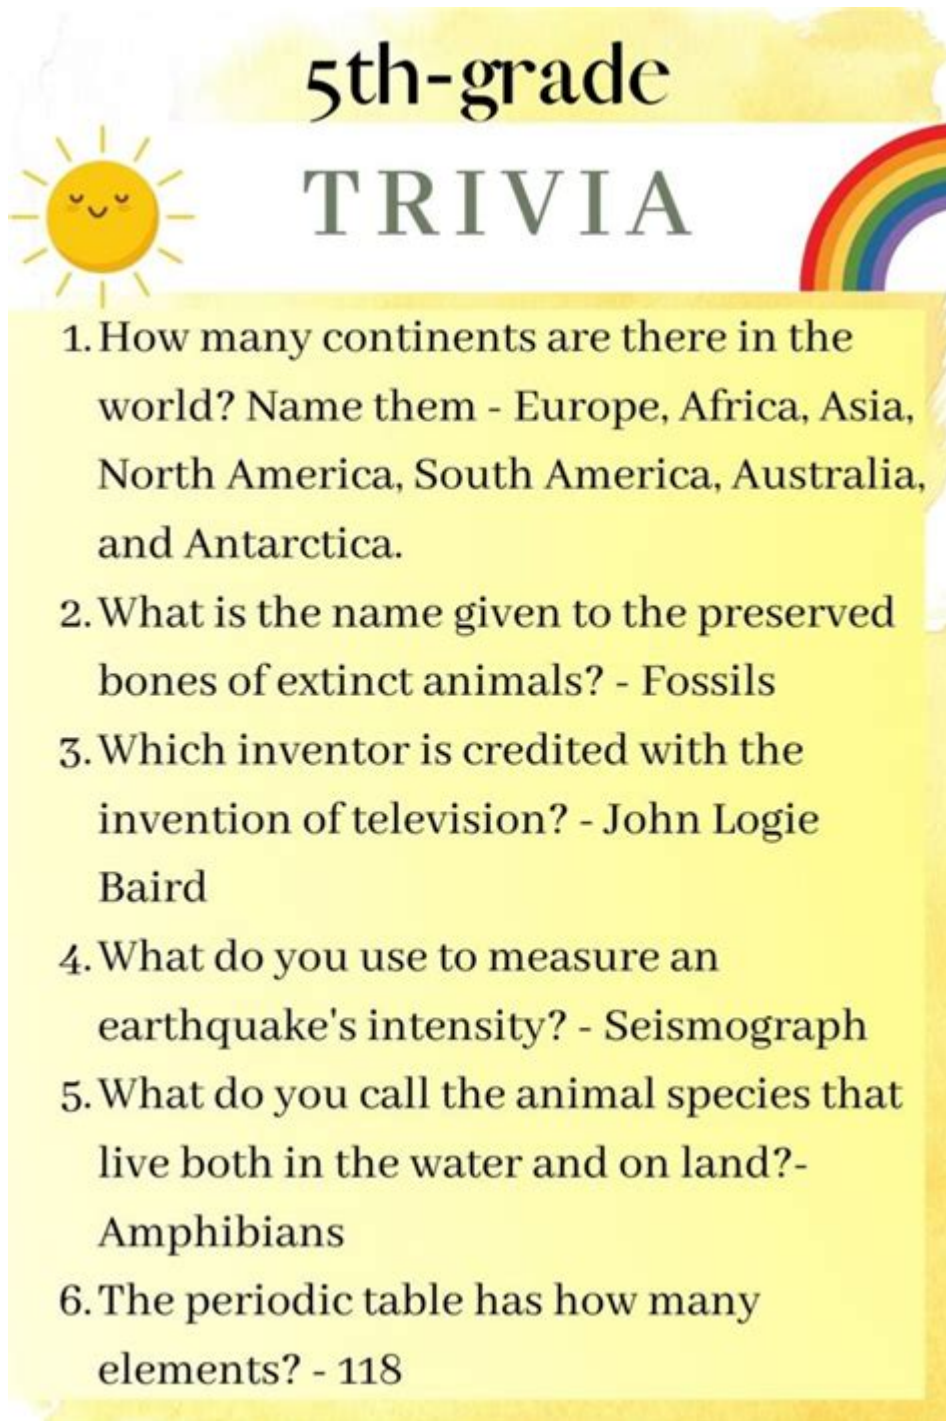 5th-grade
TRIVIA
1. How many continents are there in the
world? Name them - Europe, Africa, Asia,
North America, South America, Australia,
and Antarctica.
2. What is the name given to the preserved
bones of extinct animals? - Fossils
3. Which inventor is credited with the
invention of television? - John Logie
Baird
4. What do you use to measure an
earthquake's intensity? - Seismograph
5. What do you call the animal species that
live both in the water and on land?-
Amphibians
6. The periodic table has how many
elements? - 118